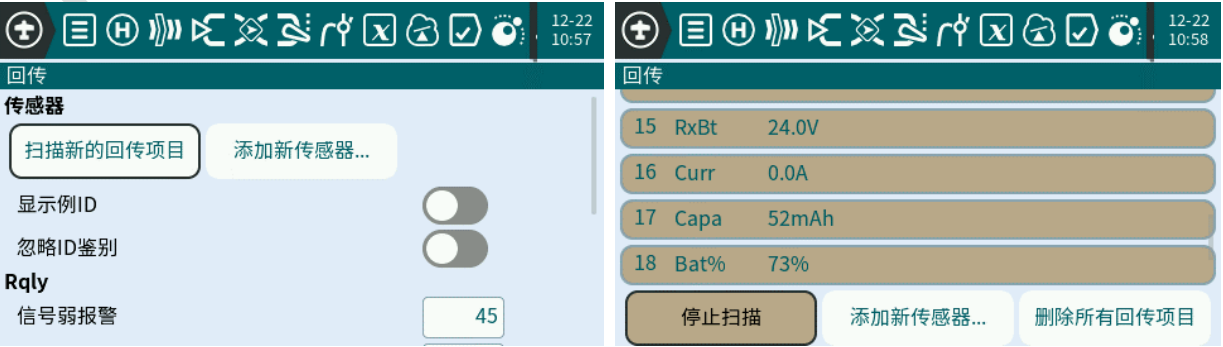 12-22
10:57
回传
传感器
扫描新的回传项目
添加新传感器...
显示例ID
忽略ID鉴别
Rqly
信号弱报警
45
12-22
10:58
回传
15 RxBt 24.0V
16 Curr 0.0A
17 Capa 52mAh
18 Bat% 73%
停止扫描
添加新传感器...
删除所有回传项目